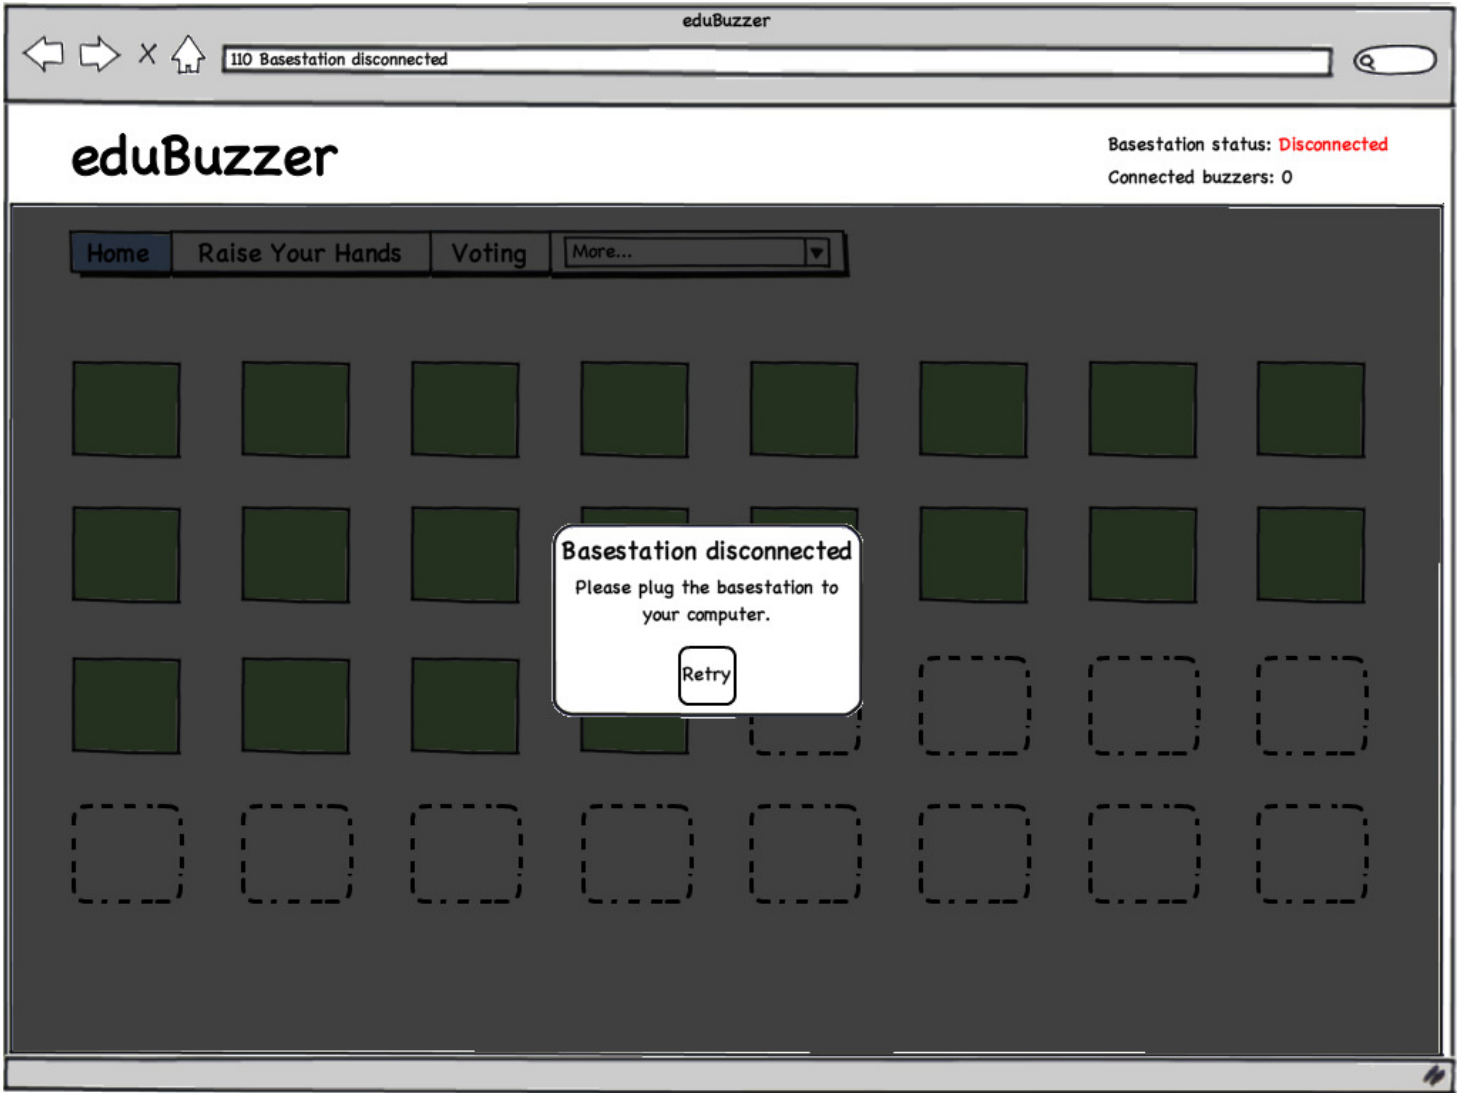 eduBuzzer
110 Basestation disconnected
eduBuzzer
Basestation status: Disconnected
Connected buzzers: 0
Home
Raise Your Hands
Voting
More...
Basestation disconnected
Please plug the basestation to
your computer.
Retry